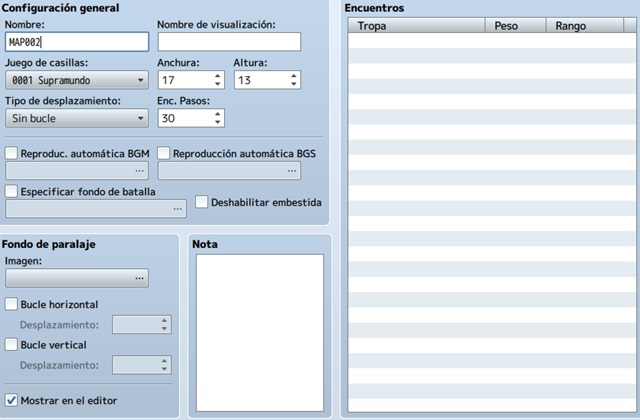 Configuración general
Nombre:
Nombre de visualización:
MAP002
Juego de casillas:
Anchura:
Altura:
0001 Supramundo
17
13
Tipo de desplazamiento:
Enc. Pasos:
Sin bucle
30
Reproduc. automática BGM
Reproducción automática BGS
...
...
Especificar fondo de batalla
...
Deshabilitar embestida
Fondo de paralaje
Imagen:
...
Bucle horizontal
Desplazamiento:
Bucle vertical
Desplazamiento:
Mostrar en el editor
Nota
Encuentros
Tropa
Peso
Rango